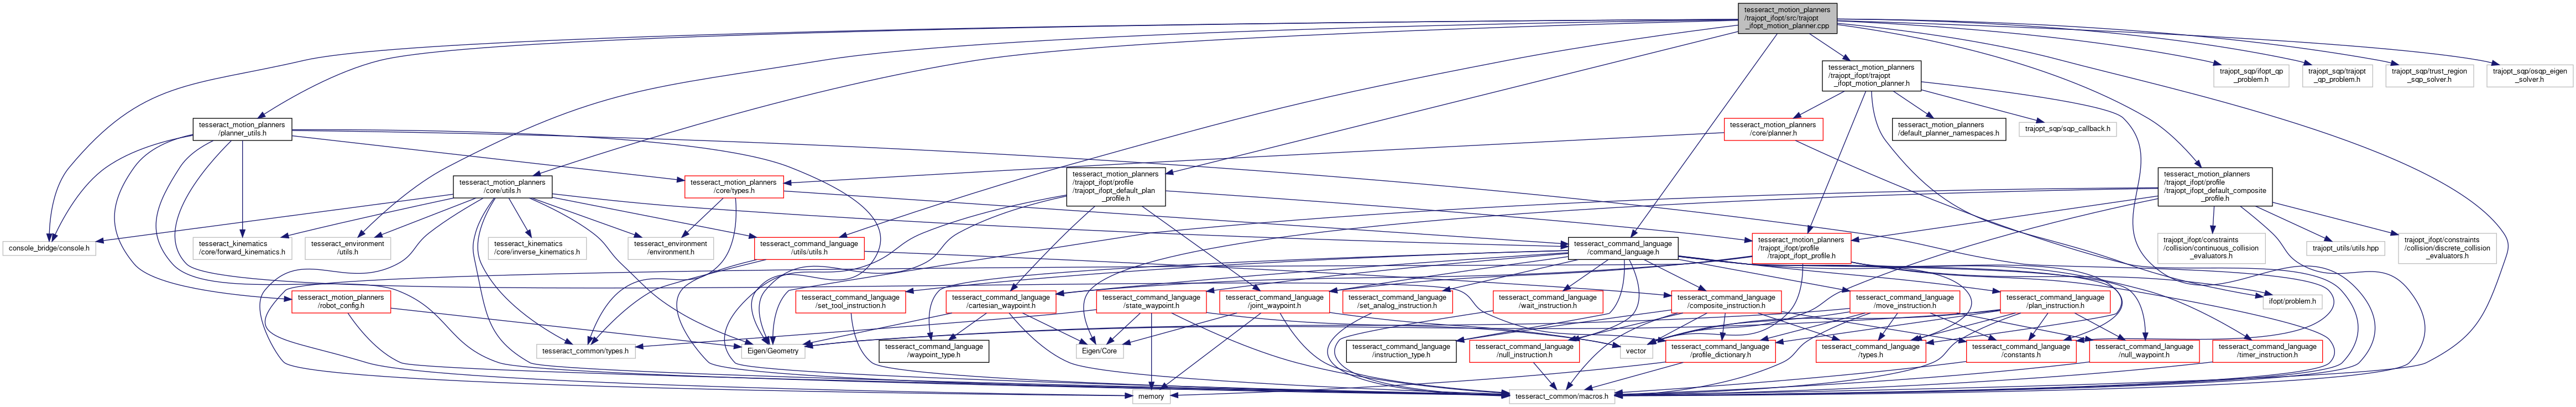 tesseract_motion_planners
/trajopt_ifopt/src/trajopt
_ifopt_motion_planner.cpp
tesseract_motion_planners
/trajopt_ifopt/trajopt
_ifopt_motion_planner.h
trajopt_sqp/ifopt_qp
_problem.h
trajopt_sqp/trajopt
_qp_problem.h
trajopt_sqp/trust_region
_sqp_solver.h
trajopt_sqp/osqp_eigen
_solver.h
tesseract_motion_planners
/planner_utils.h
tesseract_motion_planners
/core/planner.h
tesseract_motion_planners
/default_planner_namespaces.h
trajopt_sqp/sqp_callback.h
tesseract_motion_planners
/core/utils.h
tesseract_motion_planners
/core/types.h
tesseract_motion_planners
/trajopt_ifopt/profile
/trajopt_ifopt_default_plan
_profile.h
tesseract_motion_planners
/trajopt_ifopt/profile
/trajopt_ifopt_default_composite
_profile.h
console_bridge/console.h
tesseract_kinematics
/core/forward_kinematics.h
tesseract_environment
/utils.h
tesseract_kinematics
/core/inverse_kinematics.h
tesseract_environment
/environment.h
tesseract_command_language
/utils/utils.h
tesseract_command_language
/command_language.h
tesseract_motion_planners
/trajopt_ifopt/profile
/trajopt_ifopt_profile.h
trajopt_ifopt/constraints
/collision/continuous_collision
_evaluators.h
trajopt_utils/utils.hpp
trajopt_ifopt/constraints
/collision/discrete_collision
_evaluators.h
tesseract_motion_planners
/robot_config.h
tesseract_command_language
/set_tool_instruction.h
tesseract_command_language
/cartesian_waypoint.h
tesseract_command_language
/state_waypoint.h
tesseract_command_language
/joint_waypoint.h
tesseract_command_language
/set_analog_instruction.h
tesseract_command_language
/wait_instruction.h
tesseract_command_language
/composite_instruction.h
tesseract_command_language
/move_instruction.h
tesseract_command_language
/plan_instruction.h
ifopt/problem.h
tesseract_common/types.h
Eigen/Geometry
tesseract_command_language
/waypoint_type.h
Eigen/Core
tesseract_command_language
/instruction_type.h
tesseract_command_language
/null_instruction.h
vector
tesseract_command_language
/profile_dictionary.h
tesseract_command_language
/types.h
tesseract_command_language
/constants.h
tesseract_command_language
/null_waypoint.h
tesseract_command_language
/timer_instruction.h
memory
tesseract_common/macros.h